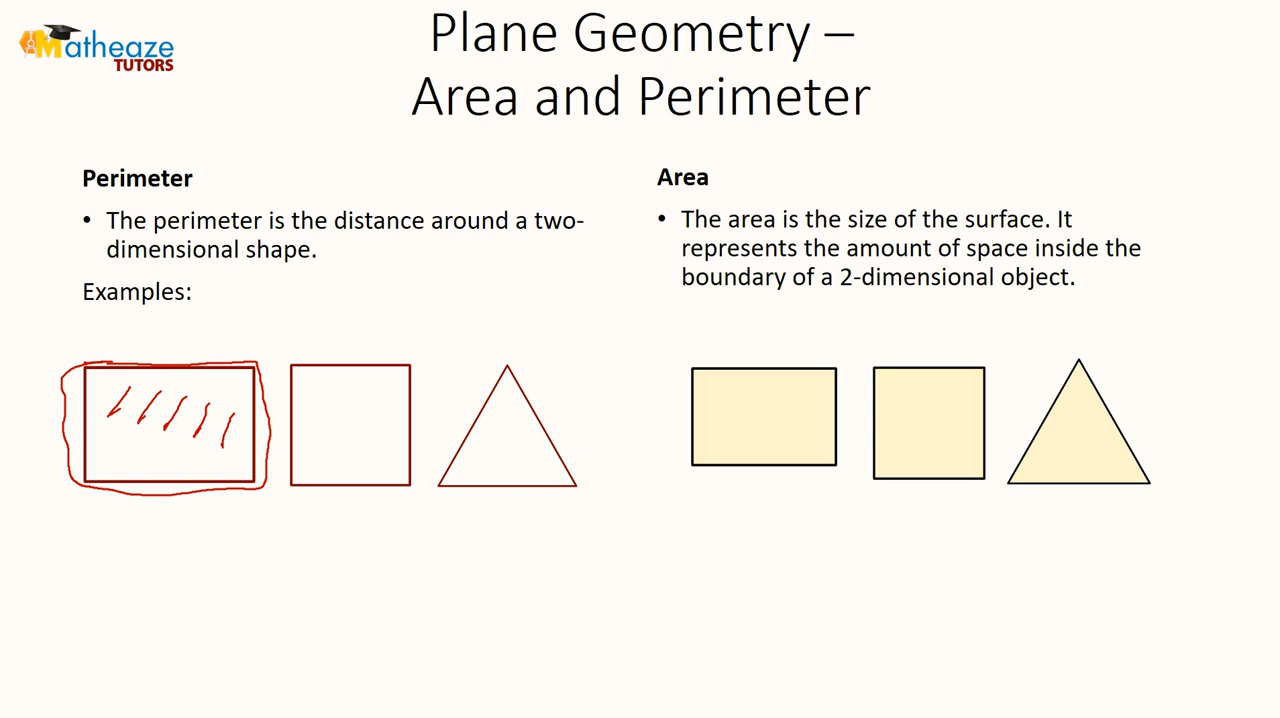 Matheaze
TUTORS
Plane Geometry –
Area and Perimeter
Perimeter
• The perimeter is the distance around a two-
dimensional shape.
Examples:
Area
• The area is the size of the surface. It
represents the amount of space inside the
boundary of a 2-dimensional object.